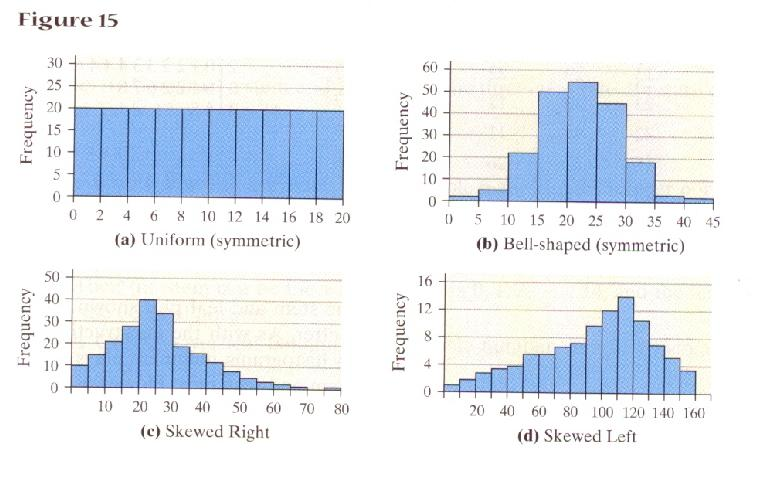 Figure 15
Frequency
30
25
20
15
10
5
0
0 2 4 6 8 10 12 14 16 18 20
(a) Uniform (symmetric)
Frequency
60
50
40
30
20
10
0
0 5 10 15 20 25 30 35 40 45
(b) Bell-shaped (symmetric)
Frequency
50
40
30
20
10
0
10 20 30 40 50 60 70 80
(c) Skewed Right
Frequency
16
12
8
4
0
20 40 60 80 100 120 140 160
(d) Skewed Left